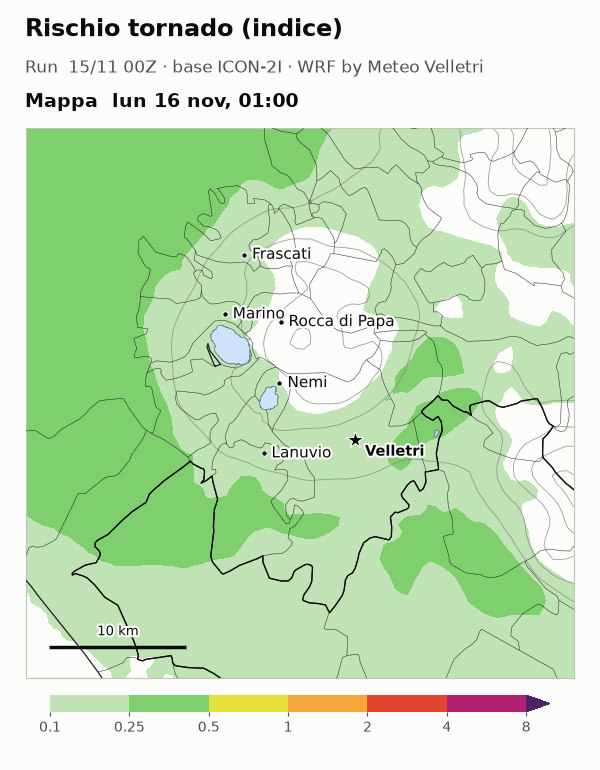 Rischio tornado (indice)
Run  15/11 00Z · base ICON-2I · WRF by Meteo Velletri
Mappa  lun 16 nov, 01:00
Frascati
Marino
Rocca di Papa
Nemi
Velletri
Lanuvio
10 km
0.1 0.25 0.5 1 2 4 8